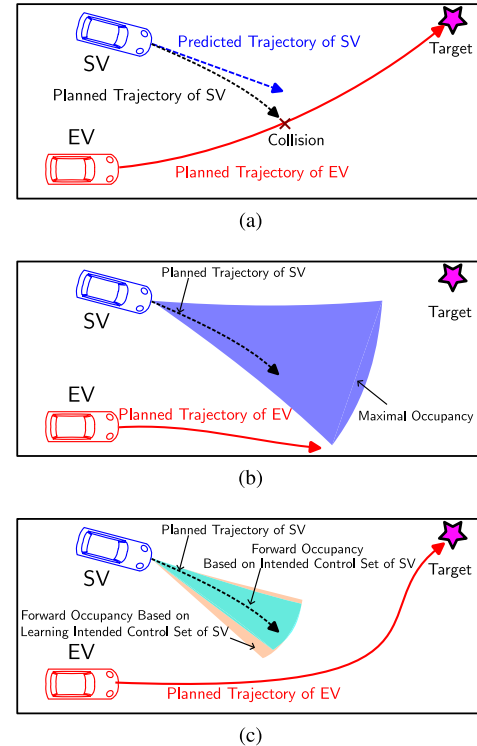 SV
Predicted Trajectory of SV
Target
Planned Trajectory of SV
EV
Collision
Planned Trajectory of EV
(a)
Planned Trajectory of SV
SV
Target
EV
Planned Trajectory of EV
Maximal Occupancy
(b)
Planned Trajectory of SV
Forward Occupancy
Based on Intended Control Set of SV
SV
Target
Forward Occupancy Based on
Learning Intended Control Set of SV
EV
Planned Trajectory of EV
(c)